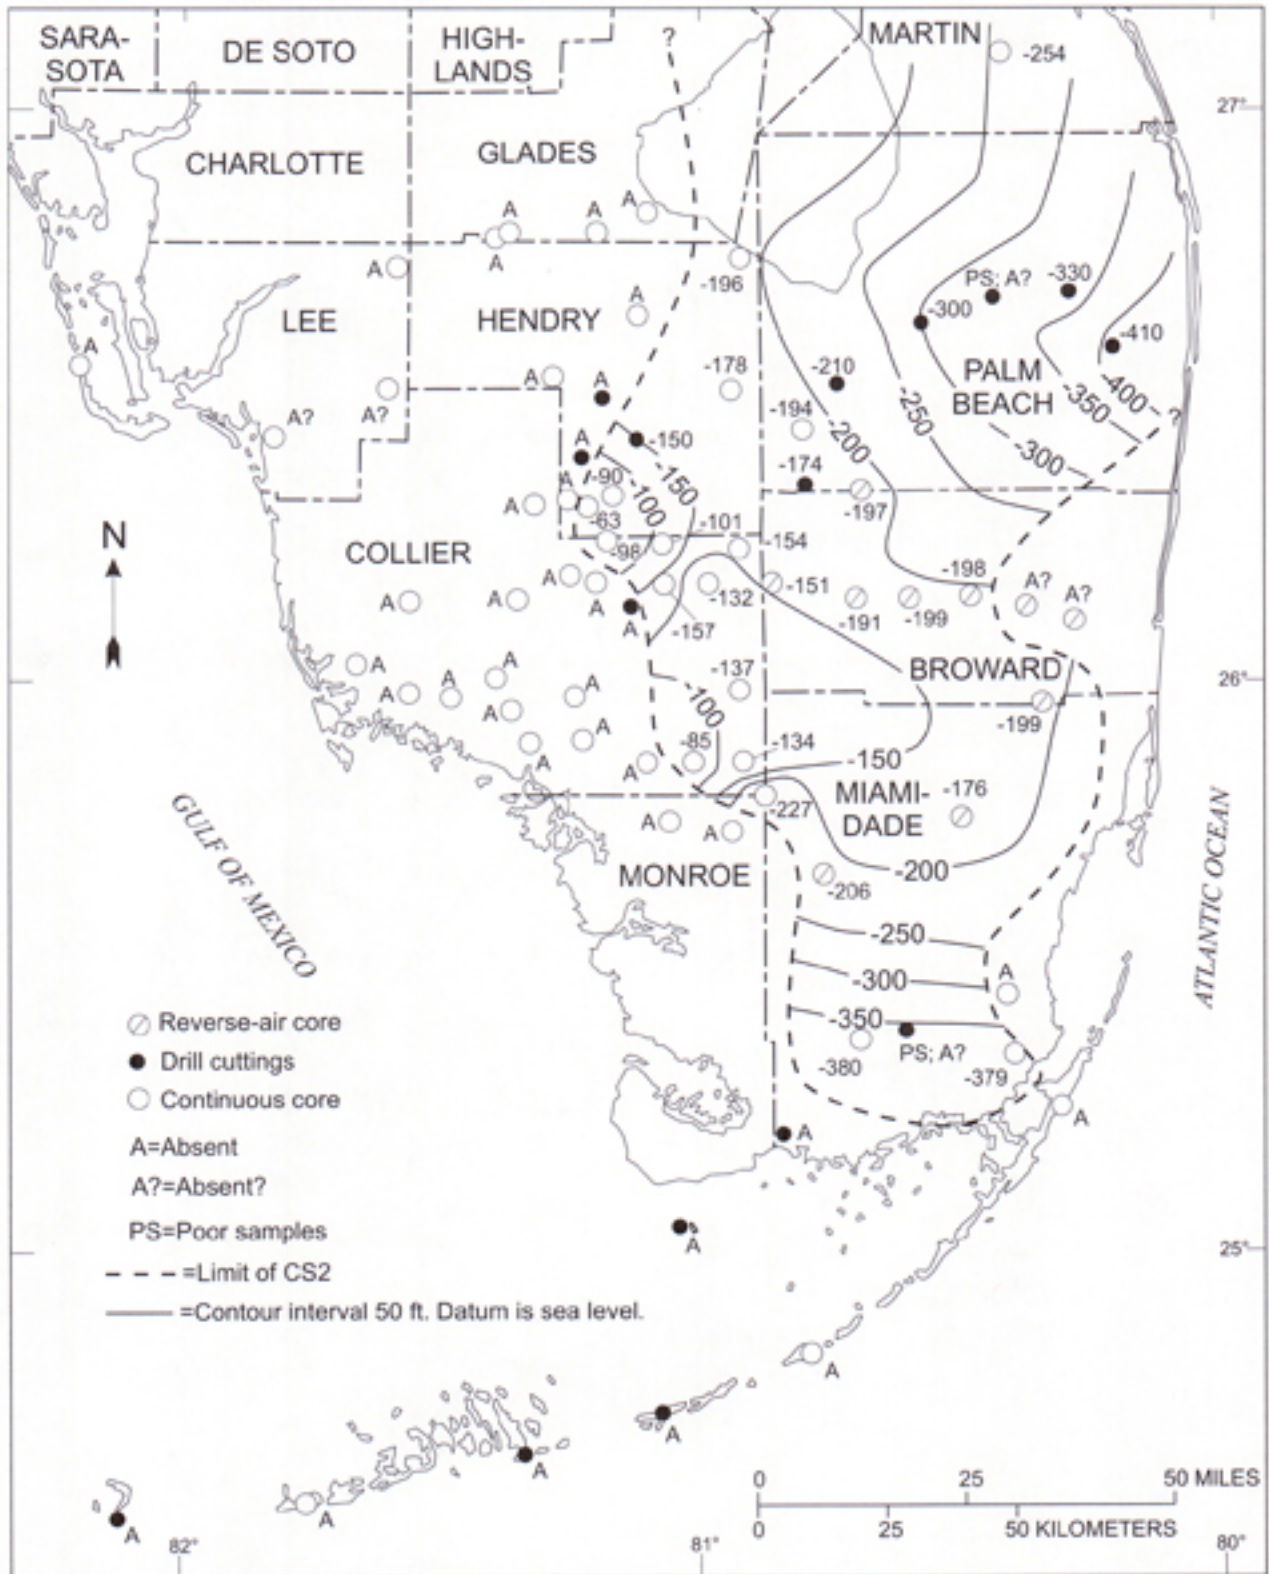 SARA-
SOTA
DE SOTO
HIGH-
LANDS
?
MARTIN
-254
27°
CHARLOTTE
GLADES
A
A
A
A
A
-196
LEE
HENDRY
A
PS; A?
-330
-300
-410
A
-178
-210
PALM
BEACH
-400
?
-350
A
A
A?
A?
-194
-250
-200
-150
-300
A
-174
-90
-150
A
-100
-197
-63
-101
N
COLLIER
-98
-154
-198
A?
A?
A
-151
A
A
A
A
-132
-191
-199
-157
A
A
-137
BROWARD
26°
A
A
A
A
-100
-199
-85
-134
A
A
-150
MIAMI-
DADE
-176
-227
A
A
GULF OF MEXICO
MONROE
-200
-206
ATLANTIC OCEAN
-250
-300
A
-350
PS; A?
-380
-379
Reverse-air core
Drill cuttings
Continuous core
A=Absent
A?=Absent?
PS=Poor samples
=Limit of CS2
=Contour interval 50 ft. Datum is sea level.
A
A
A
25°
A
A
A
A
A
0 25 50 MILES
0 25 50 KILOMETERS
82°
81°
80°